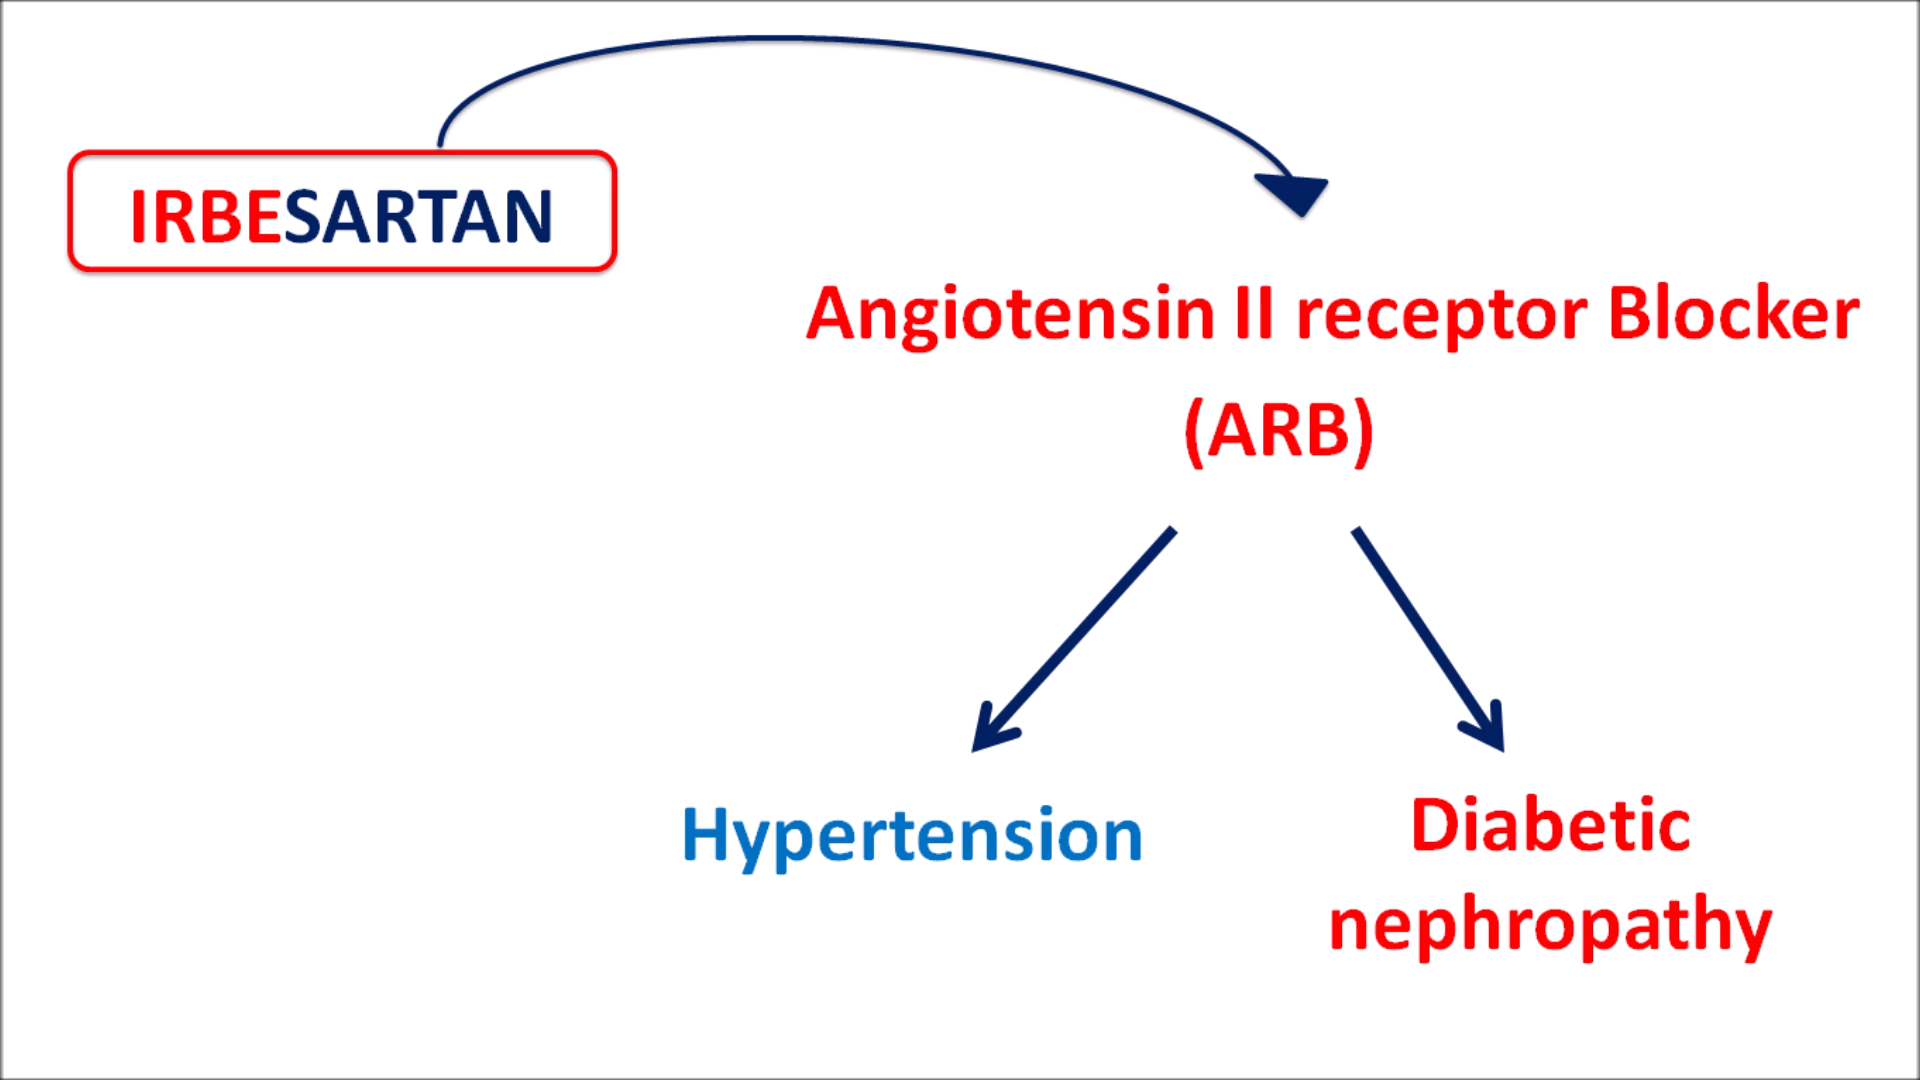 IRBESARTAN
Angiotensin II receptor Blocker
(ARB)
Hypertension
Diabetic
nephropathy